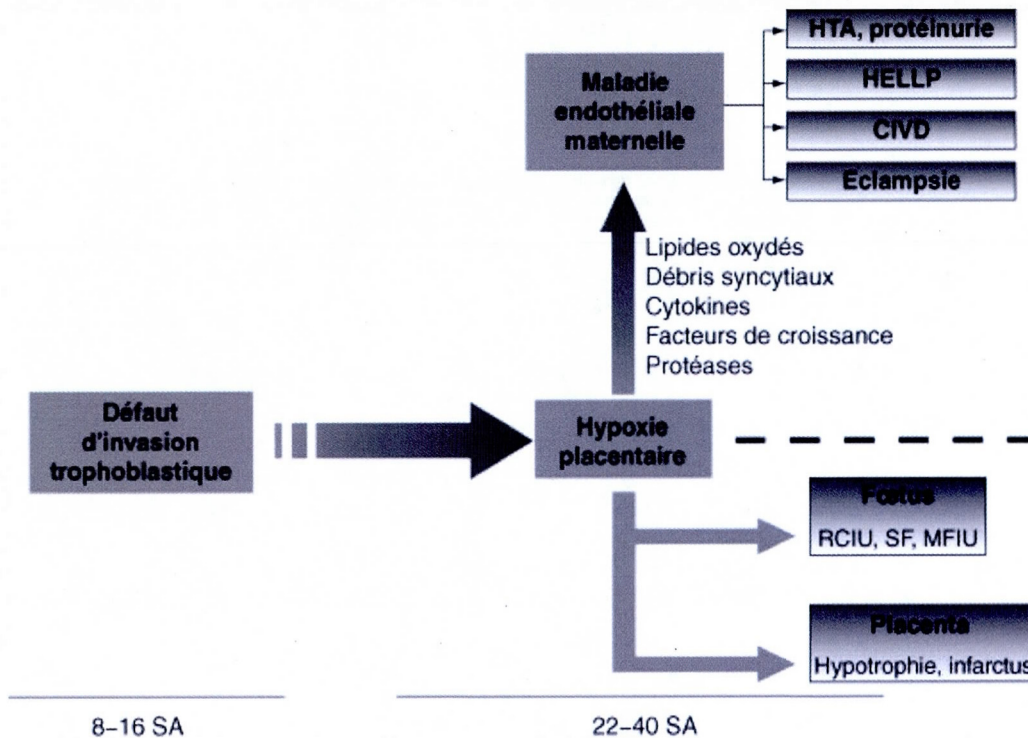 HTA, protéinurie
HELLP
CIVD
Eclampsie
Maladie
endothéliale
maternelle
Lipides oxydés
Débris syncytiaux
Cytokines
Facteurs de croissance
Protéases
Défaut
d'invasion
trophoblastique
Hypoxie
placentaire
Fœtus
RCIU, SF, MFIU
Placenta
Hypotrophie, infarctus
8–16 SA
22–40 SA